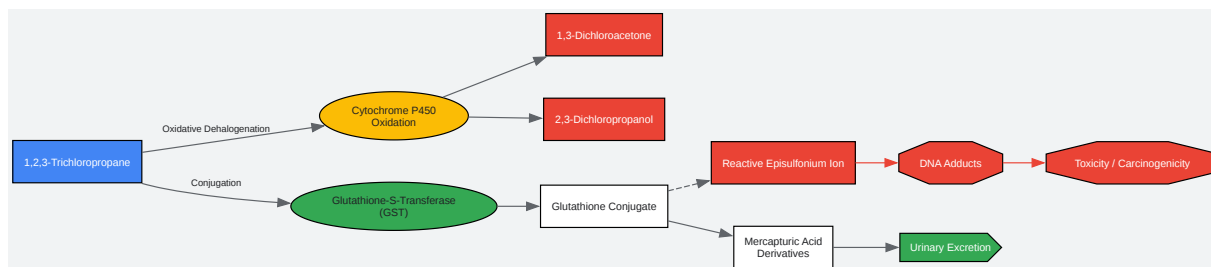 1,3-Dichloroacetone
Cytochrome P450
Oxidation
2,3-Dichloropropanol
Oxidative Dehalogenation
1,2,3-Trichloropropane
Reactive Episulfonium Ion
DNA Adducts
Toxicity / Carcinogenicity
Conjugation
Glutathione-S-Transferase
(GST)
Glutathione Conjugate
Mercapturic Acid
Derivatives
Urinary Excretion